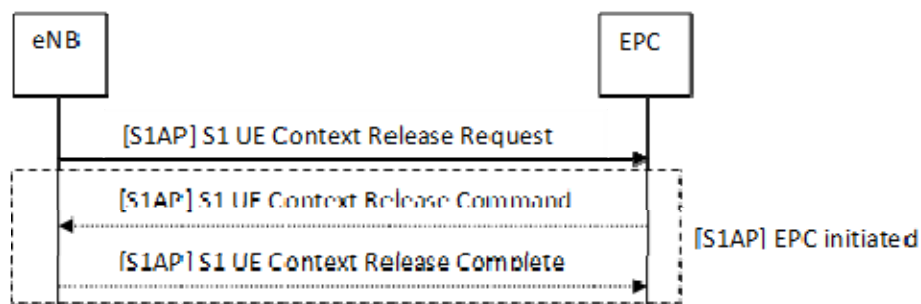 eNB
EPC
[S1AP] S1 UE Context Release Request
[S1AP] S1 UE Context Release Command
[S1AP] EPC initiated
[S1AP] S1 UE Context Release Complete